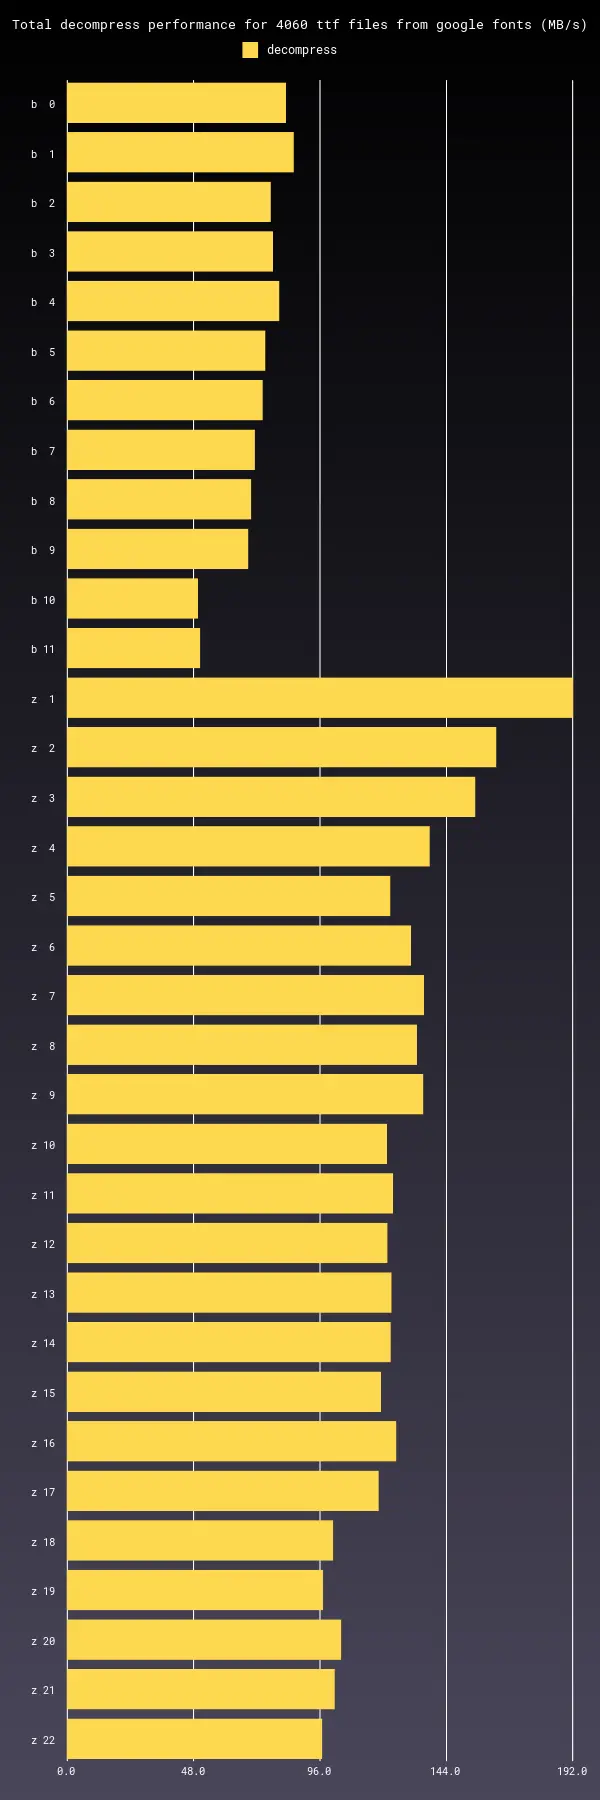 Total decompress performance for 4060 ttf files from google fonts (MB/s)
decompress
b  0
b  1
b  2
b  3
b  4
b  5
b  6
b  7
b  8
b  9
b 10
b 11
z  1
z  2
z  3
z  4
z  5
z  6
z  7
z  8
z  9
z 10
z 11
z 12
z 13
z 14
z 15
z 16
z 17
z 18
z 19
z 20
z 21
z 22
0.0 48.0 96.0 144.0 192.0